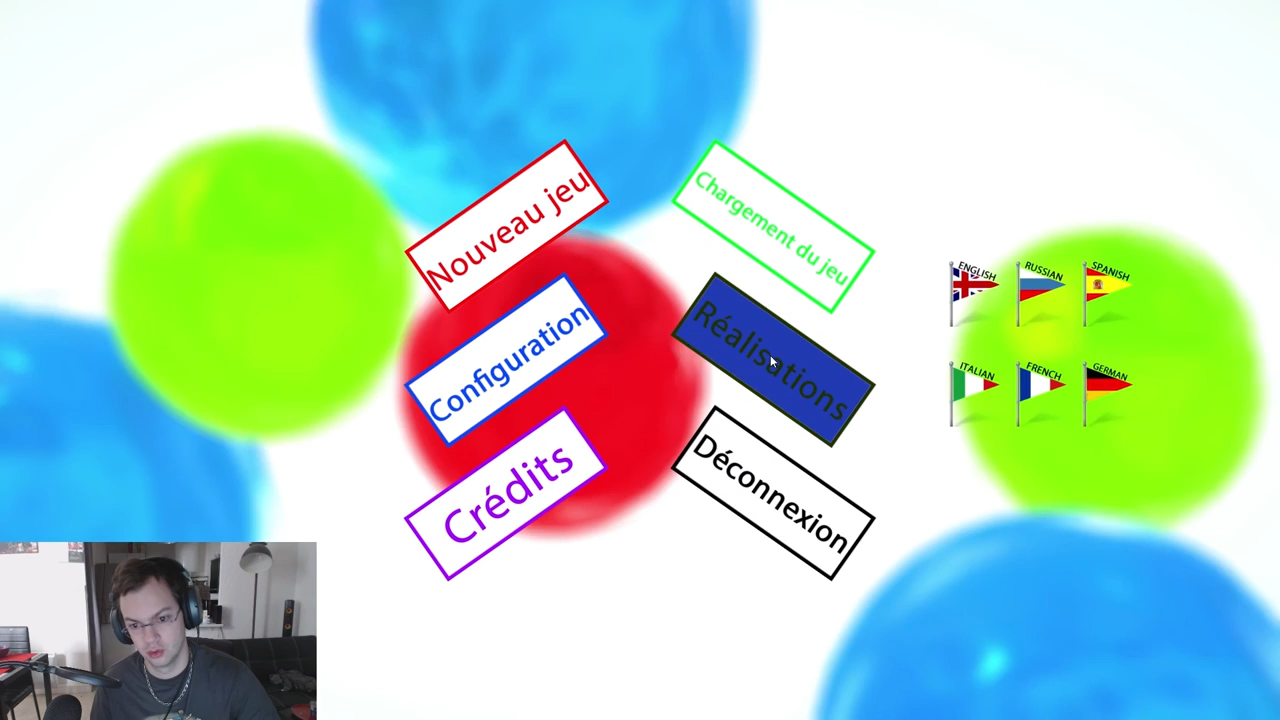 Nouveau jeu
Chargement du jeu
Configuration
Réalisations
Crédits
Déconnexion
ENGLISH
RUSSIAN
SPANISH
ITALIAN
FRENCH
GERMAN